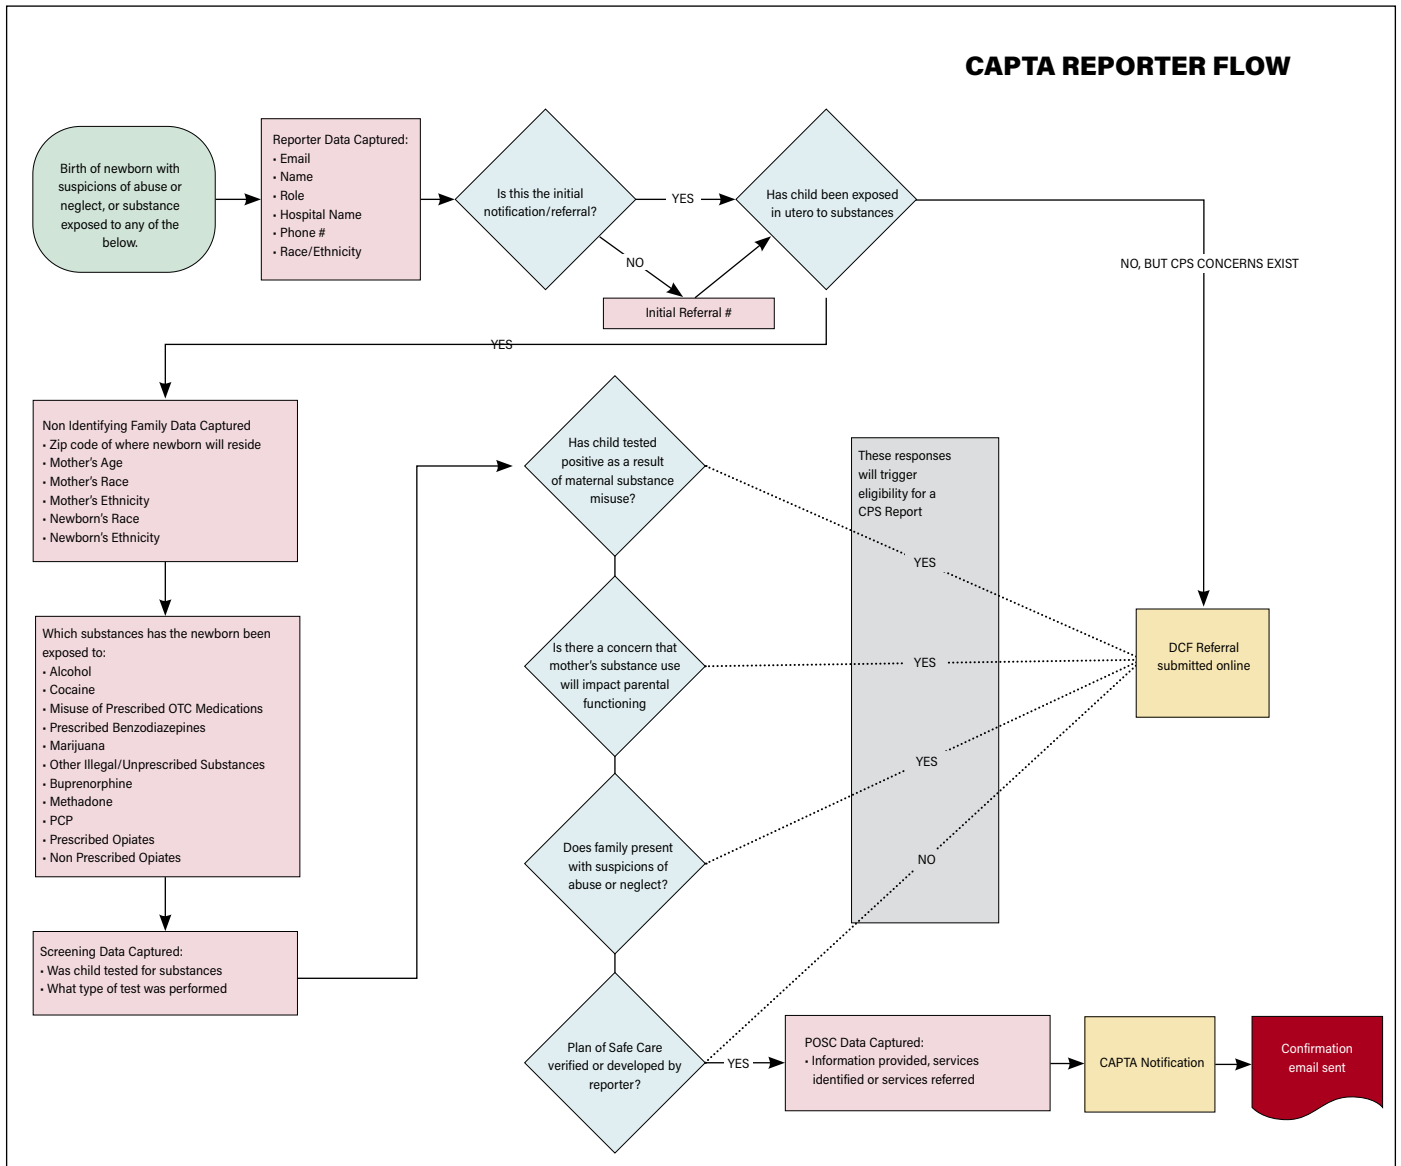 CAPTA REPORTER FLOW
Birth of newborn with
suspicions of abuse or
neglect, or substance
exposed to any of the
below.
Reporter Data Captured:
• Email
• Name
• Role
• Hospital Name
• Phone #
• Race/Ethnicity
Is this the initial
notification/referral?
YES
NO
Initial Referral #
Has child been exposed
in utero to substances
NO, BUT CPS CONCERNS EXIST
YES
Non Identifying Family Data Captured
• Zip code of where newborn will reside
• Mother's Age
• Mother's Race
• Mother's Ethnicity
• Newborn's Race
• Newborn's Ethnicity
Which substances has the newborn been
exposed to:
• Alcohol
• Cocaine
• Misuse of Prescribed OTC Medications
• Prescribed Benzodiazepines
• Marijuana
• Other Illegal/Unprescribed Substances
• Buprenorphine
• Methadone
• PCP
• Prescribed Opiates
• Non Prescribed Opiates
Screening Data Captured:
• Was child tested for substances
• What type of test was performed
Has child tested
positive as a result
of maternal substance
misuse?
Is there a concern that
mother's substance use
will impact parental
functioning
Does family present
with suspicions of
abuse or neglect?
Plan of Safe Care
verified or developed by
reporter?
These responses
will trigger
eligibility for a
CPS Report
YES
YES
YES
NO
DCF Referral
submitted online
YES
POSC Data Captured:
• Information provided, services
identified or services referred
CAPTA Notification
Confirmation
email sent